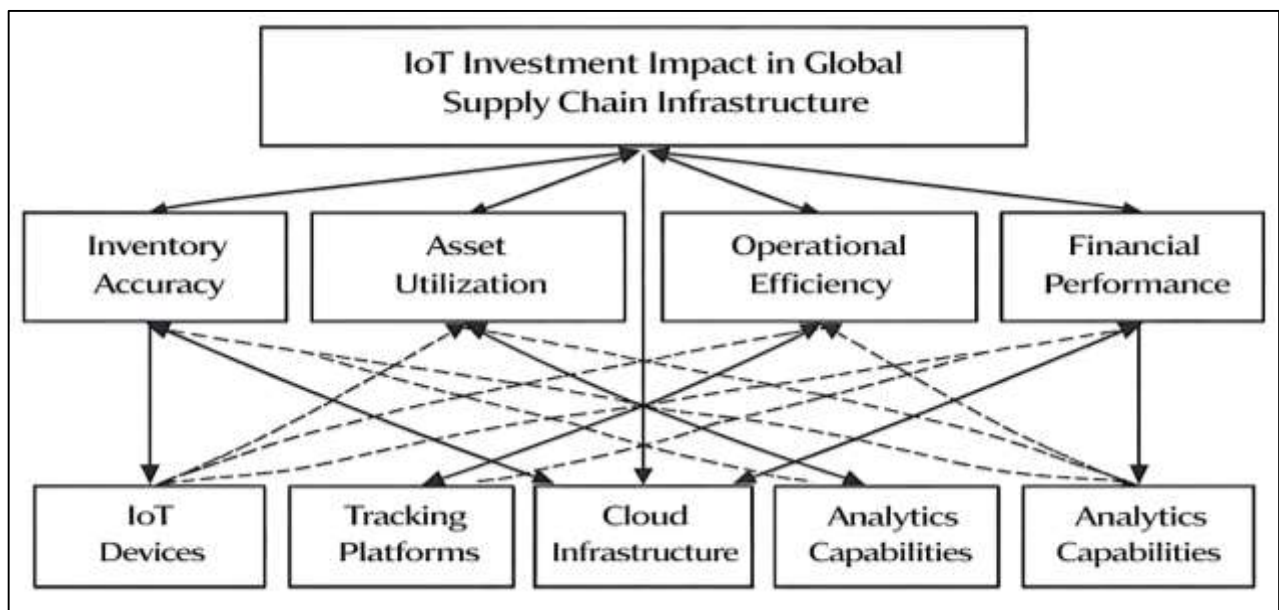 IoT Investment Impact in Global
Supply Chain Infrastructure
Inventory
Accuracy
Asset
Utilization
Operational
Efficiency
Financial
Performance
IoT
Devices
Tracking
Platforms
Cloud
Infrastructure
Analytics
Capabilities
Analytics
Capabilities